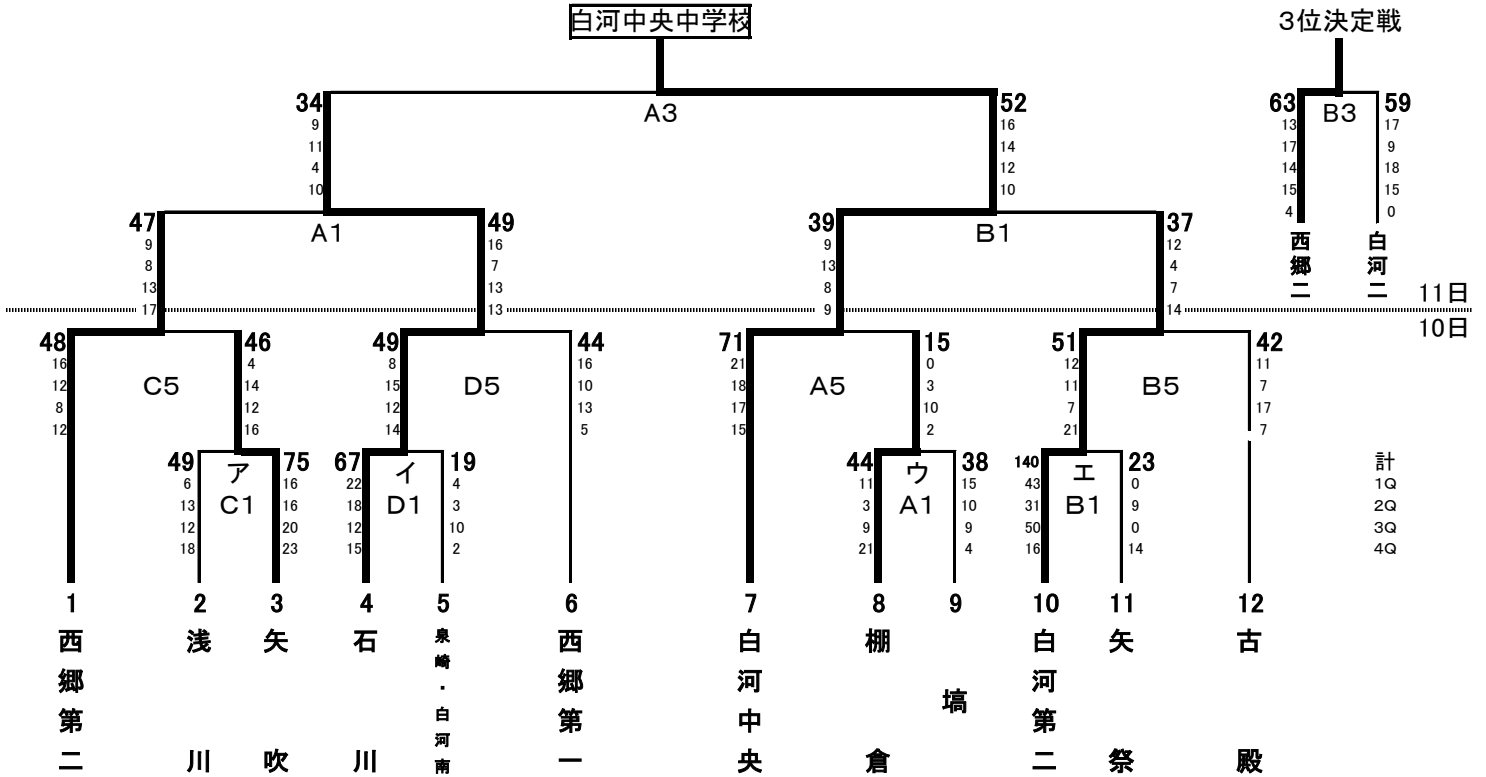 白河中央中学校
3位決定戦
34 A3 52
9 16
11 14
4 12
10 10
63 B3 59
13 17
17 9
14 18
15 15
4 0
西郷二 白河二
47 A1 49
9 16
8 7
13 13
17 13
39 B1 37
9 12
13 4
8 7
9 14
11日
10日
48 C5 46
16 4
12 14
8 12
12 16
49 D5 44
8 16
15 10
12 13
14 5
71 A5 15
21 0
18 3
17 10
15 2
51 B5 42
12 11
11 7
7 17
21 7
49 ア 75
C1
6 16
13 16
12 20
18 23
67 イ 19
D1
22 4
18 3
12 10
15 2
44 ウ 38
A1
11 15
3 10
9 9
21 4
140 エ 23
B1
43 0
31 9
50 0
16 14
計
1Q
2Q
3Q
4Q
1 2 3 4 5 6 7 8 9 10 11 12
西郷第二
浅川
矢吹
石川
泉崎・白河南
西郷第一
白河中央
棚倉
塙
白河第二
矢祭
古殿